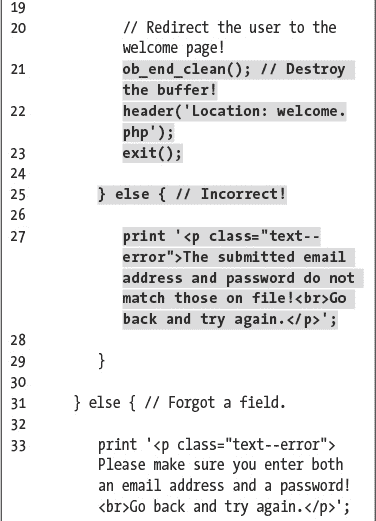 19
20 // Redirect the user to the
welcome page!
21 ob_end_clean(); // Destroy
the buffer!
22 header('Location: welcome.
php');
23 exit();
24
25 } else { // Incorrect!
26
27 print '<p class="text--
error">The submitted email
address and password do not
match those on file!<br>Go
back and try again.</p>';
28
29 }
30
31 } else { // Forgot a field.
32
33 print '<p class="text--error">
Please make sure you enter both
an email address and a password!
<br>Go back and try again.</p>';